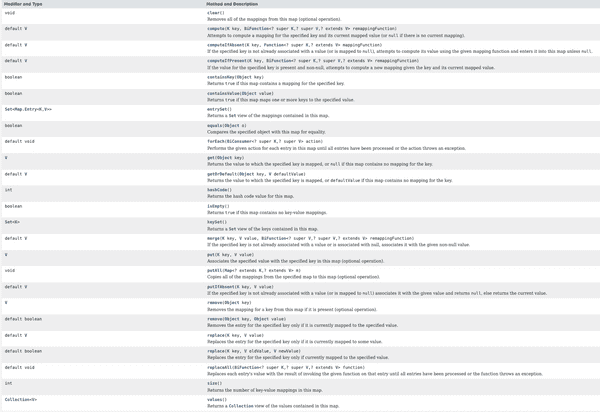 Modifier and Type Method and Description
void clear()
Removes all of the mappings from this map (optional operation).
default V compute(K key, BiFunction<? super K,? super V,? extends V> remappingFunction)
Attempts to compute a mapping for the specified key and its current mapped value (or null if there is no current mapping).
default V computeIfAbsent(K key, Function<? super K,? extends V> mappingFunction)
If the specified key is not already associated with a value (or is mapped to null), attempts to compute its value using the given mapping function and enters it into this map unless null.
default V computeIfPresent(K key, BiFunction<? super K,? super V,? extends V> remappingFunction)
If the value for the specified key is present and non-null, attempts to compute a new mapping given the key and its current mapped value.
boolean containsKey(Object key)
Returns true if this map contains a mapping for the specified key.
boolean containsValue(Object value)
Returns true if this map maps one or more keys to the specified value.
Set<Map.Entry<K,V>> entrySet()
Returns a Set view of the mappings contained in this map.
boolean equals(Object o)
Compares the specified object with this map for equality.
default void forEach(BiConsumer<? super K,? super V> action)
Performs the given action for each entry in this map until all entries have been processed or the action throws an exception.
V get(Object key)
Returns the value to which the specified key is mapped, or null if this map contains no mapping for the key.
default V getOrDefault(Object key, V defaultValue)
Returns the value to which the specified key is mapped, or defaultValue if this map contains no mapping for the key.
int hashCode()
Returns the hash code value for this map.
boolean isEmpty()
Returns true if this map contains no key-value mappings.
Set<K> keySet()
Returns a Set view of the keys contained in this map.
default V merge(K key, V value, BiFunction<? super V,? super V,? extends V> remappingFunction)
If the specified key is not already associated with a value or is associated with null, associates it with the given non-null value.
V put(K key, V value)
Associates the specified value with the specified key in this map (optional operation).
void putAll(Map<? extends K,? extends V> m)
Copies all of the mappings from the specified map to this map (optional operation).
default V putIfAbsent(K key, V value)
If the specified key is not already associated with a value (or is mapped to null) associates it with the given value and returns null, else returns the current value.
V remove(Object key)
Removes the mapping for a key from this map if it is present (optional operation).
default boolean remove(Object key, Object value)
Removes the entry for the specified key only if it is currently mapped to the specified value.
default V replace(K key, V value)
Replaces the entry for the specified key only if it is currently mapped to some value.
default boolean replace(K key, V oldValue, V newValue)
Replaces the entry for the specified key only if currently mapped to the specified value.
default void replaceAll(BiFunction<? super K,? super V,? extends V> function)
Replaces each entry's value with the result of invoking the given function on that entry until all entries have been processed or the function throws an exception.
int size()
Returns the number of key-value mappings in this map.
Collection<V> values()
Returns a Collection view of the values contained in this map.